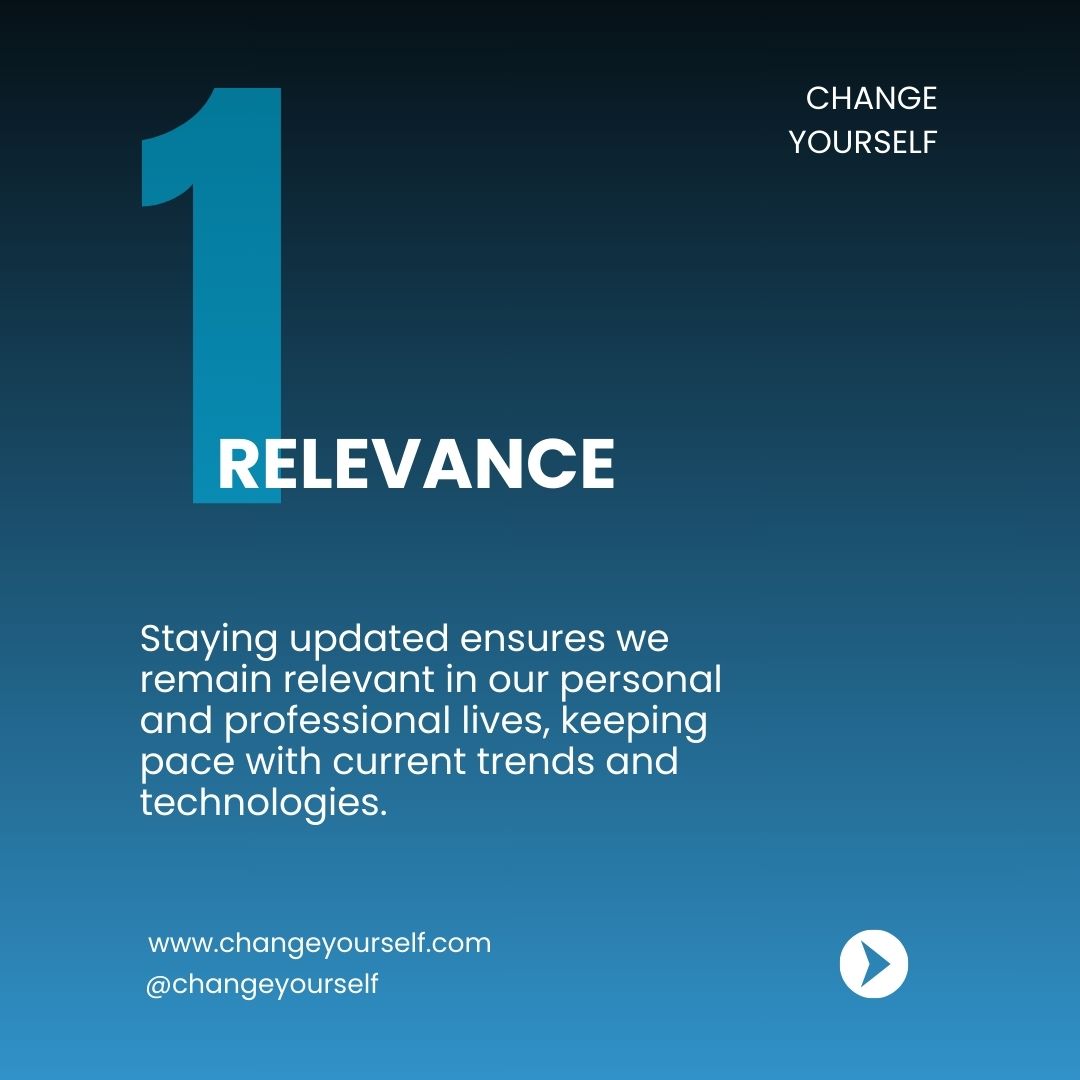 1
CHANGE
YOURSELF
RELEVANCE
Staying updated ensures we
remain relevant in our personal
and professional lives, keeping
pace with current trends and
technologies.
www.changeyourself.com
@changeyourself